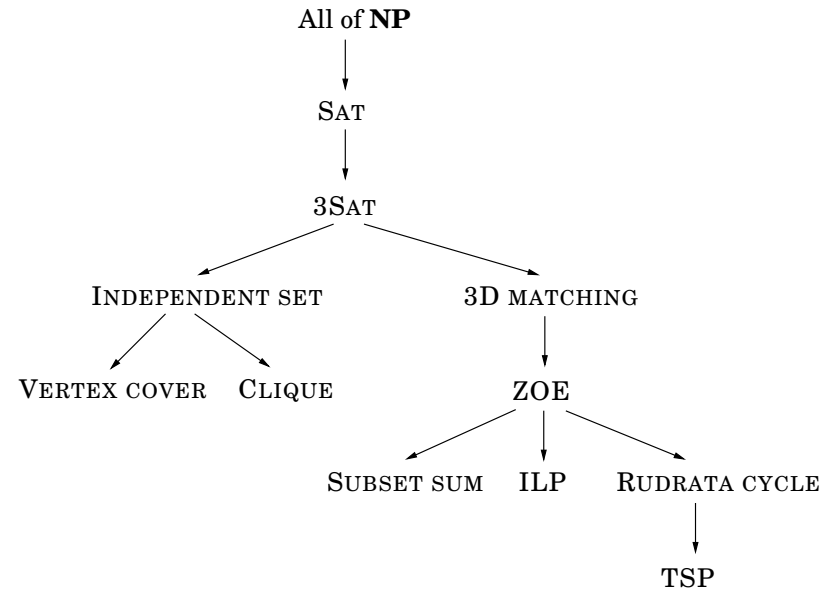 All of NP
SAT
3SAT
INDEPENDENT SET 3D MATCHING
VERTEX COVER CLIQUE ZOE
SUBSET SUM ILP RUDRATA CYCLE
TSP